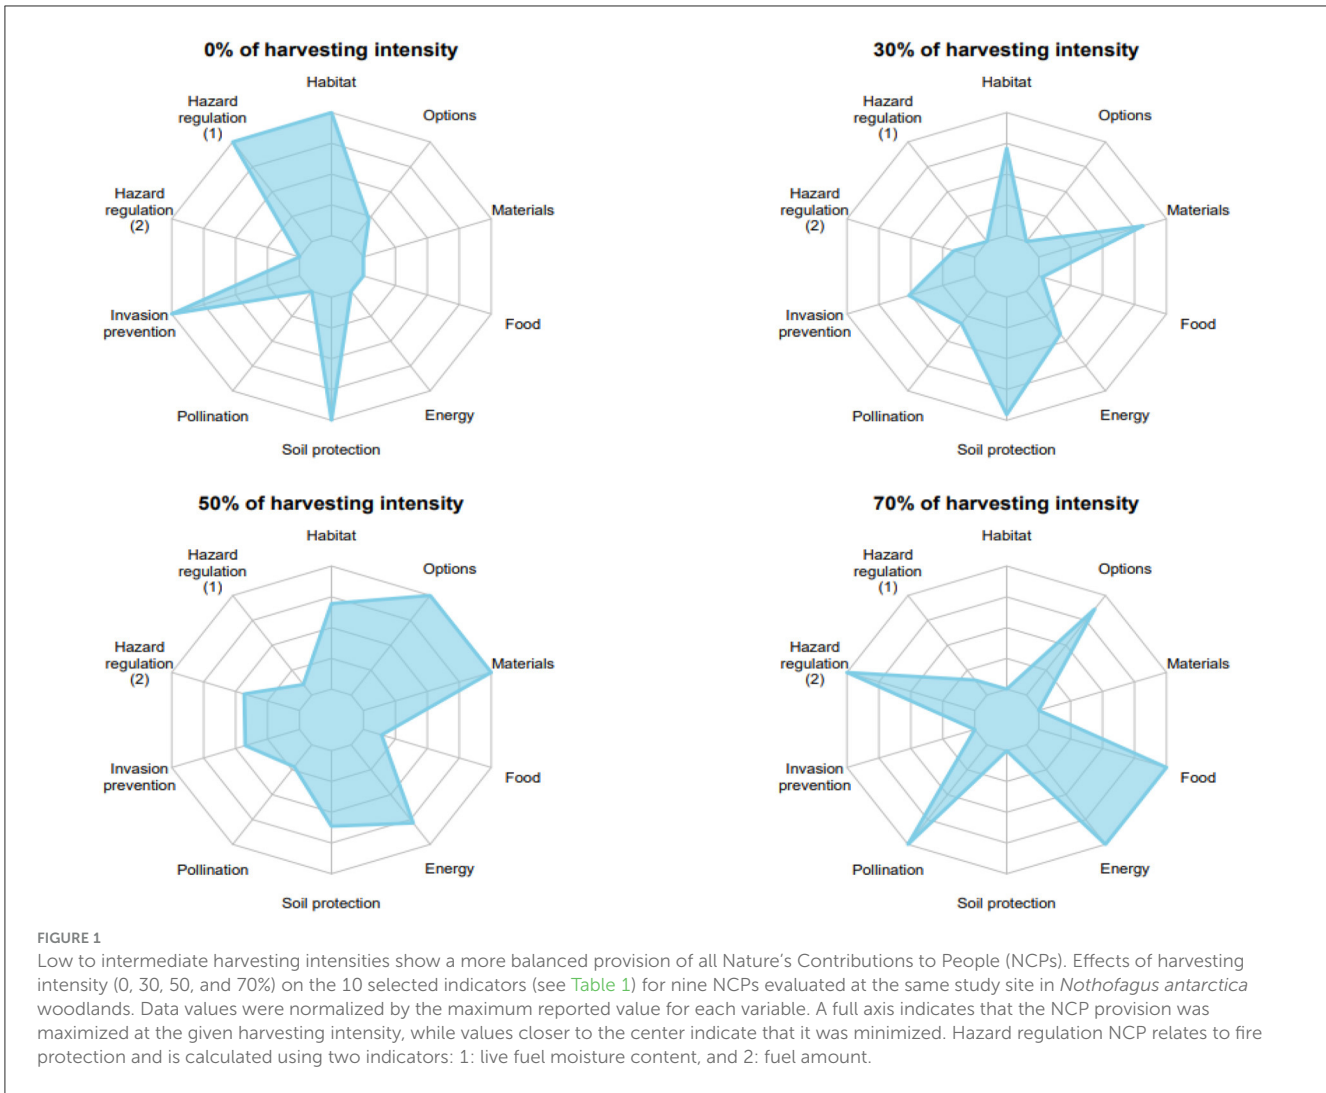 0% of harvesting intensity
Habitat
Options
Materials
Food
Energy
Soil protection
Pollination
Invasion
prevention
Hazard
regulation
(2)
Hazard
regulation
(1)
30% of harvesting intensity
Habitat
Options
Materials
Food
Energy
Soil protection
Pollination
Invasion
prevention
Hazard
regulation
(2)
Hazard
regulation
(1)
50% of harvesting intensity
Habitat
Options
Materials
Food
Energy
Soil protection
Pollination
Invasion
prevention
Hazard
regulation
(2)
Hazard
regulation
(1)
70% of harvesting intensity
Habitat
Options
Materials
Food
Energy
Soil protection
Pollination
Invasion
prevention
Hazard
regulation
(2)
Hazard
regulation
(1)
FIGURE 1
Low to intermediate harvesting intensities show a more balanced provision of all Nature's Contributions to People (NCPs). Effects of harvesting
intensity (0, 30, 50, and 70%) on the 10 selected indicators (see Table 1) for nine NCPs evaluated at the same study site in Nothofagus antarctica
woodlands. Data values were normalized by the maximum reported value for each variable. A full axis indicates that the NCP provision was
maximized at the given harvesting intensity, while values closer to the center indicate that it was minimized. Hazard regulation NCP relates to fire
protection and is calculated using two indicators: 1: live fuel moisture content, and 2: fuel amount.